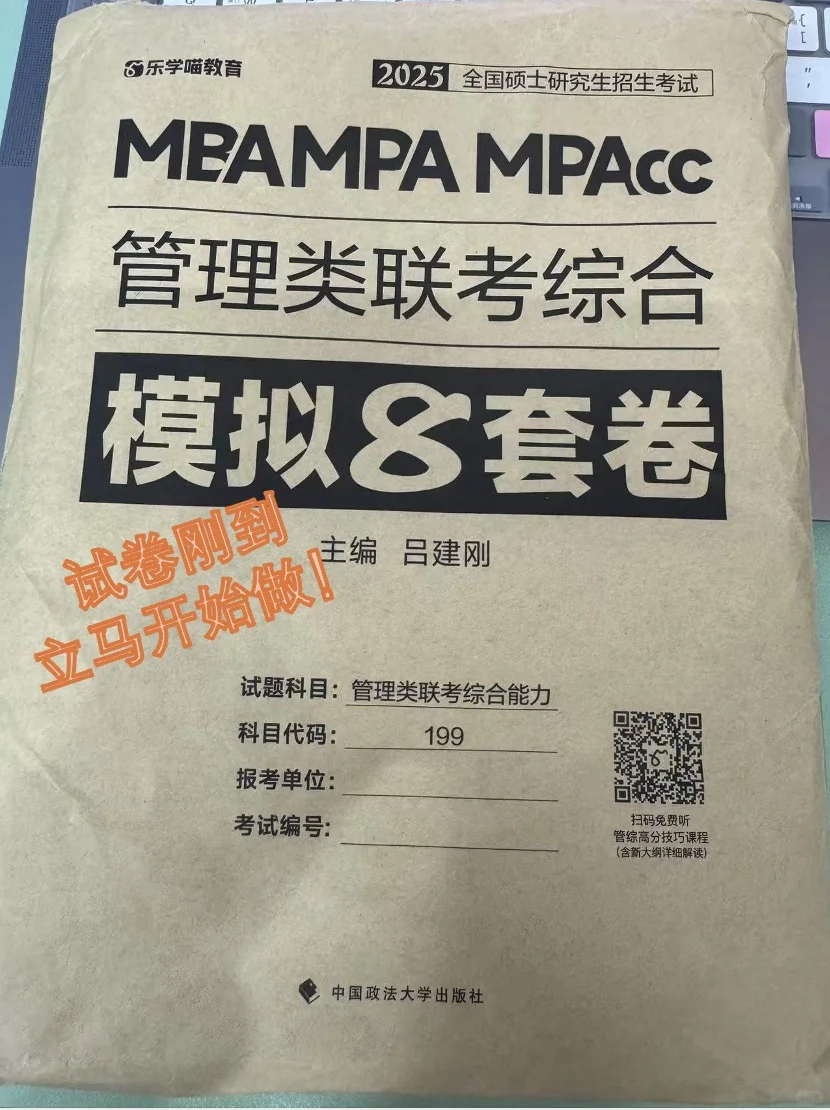 乐学喵教育
2025 全国硕士研究生招生考试
MBA MPA MPAcc
管理类联考综合
模拟8套卷
主编 吕建刚
试卷刚到
立马开始做！
试题科目：管理类联考综合能力
科目代码：199
报考单位：
考试编号：
扫码免费听
管综高分技巧课程
（含新大纲详细解读）
中国政法大学出版社